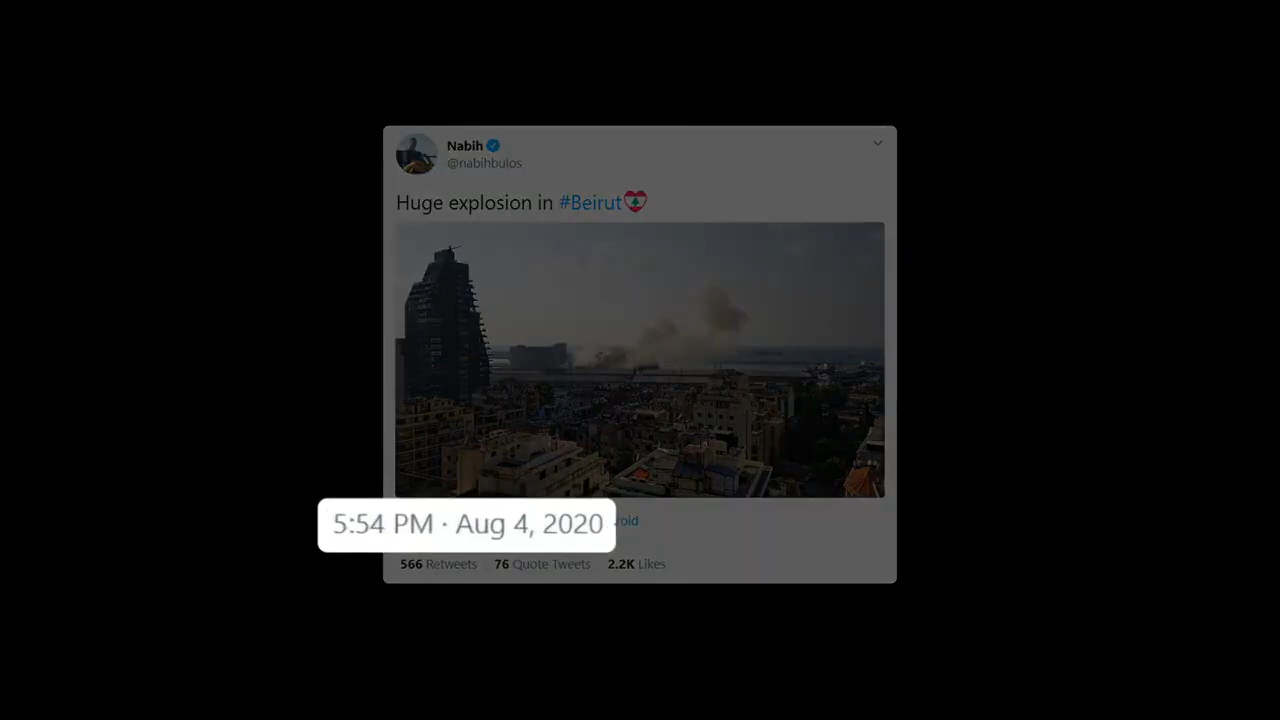 Nabih
@nabihbulos
Huge explosion in #Beirut
5:54 PM · Aug 4, 2020
566 Retweets 76 Quote Tweets 2.2K Likes